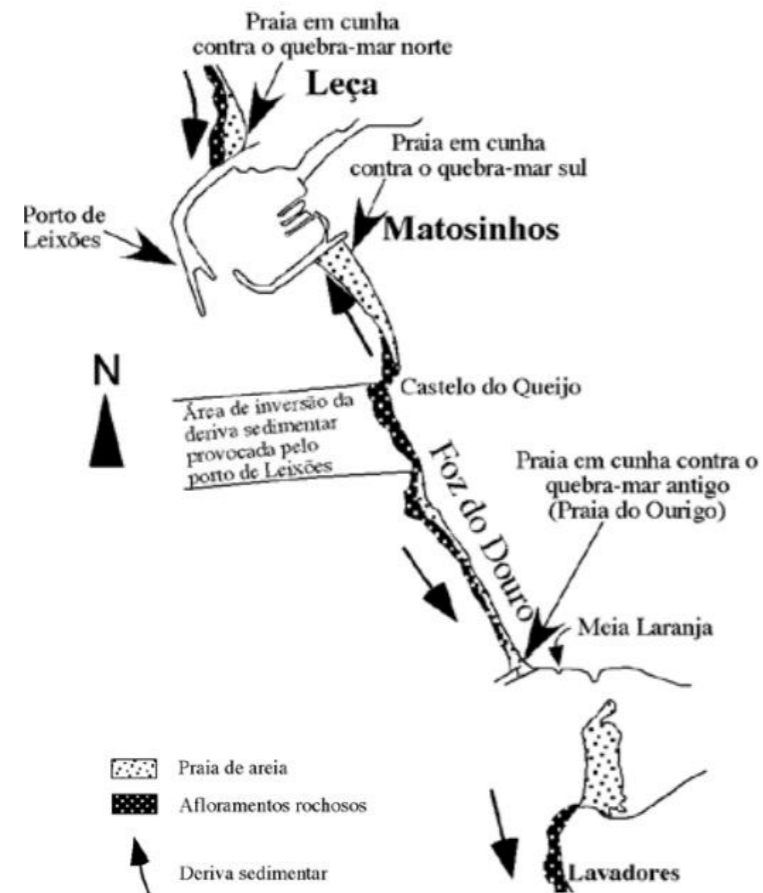 Praia em cunha
contra o quebra-mar norte
Leça
Praia em cunha
contra o quebra-mar sul
Porto de
Leixões
Matosinhos
N
Castelo do Queijo
Área de inversão da
deriva sedimentar
provocada pelo
porto de Leixões
Foz do Douro
Praia em cunha contra o
quebra-mar antigo
(Praia do Ourigo)
Meia Laranja
Praia de areia
Afloramentos rochosos
Deriva sedimentar
Lavadores